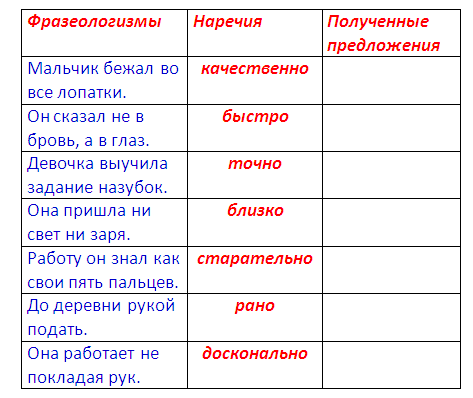 Фразеологизмы Наречия Полученные
предложения
Мальчик бежал во качественно
все лопатки.
Он сказал не в быстро
бровь, а в глаз.
Девочка выучила точно
задание назубок.
Она пришла ни близко
свет ни заря.
Работу он знал как старательно
свои пять пальцев.
До деревни рукой рано
подать.
Она работает не досконально
покладая рук.